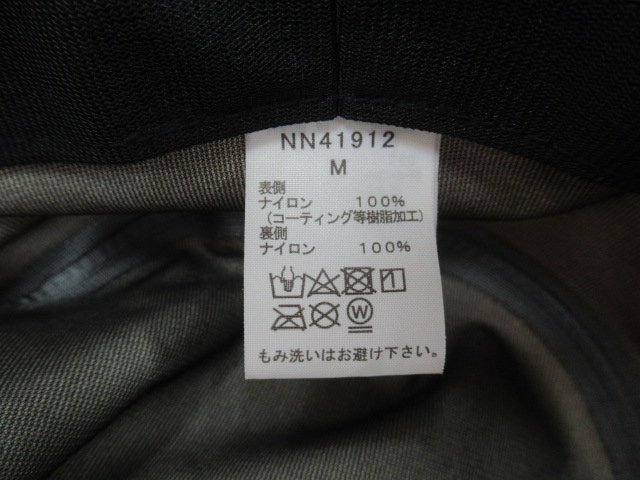 NN41912
M
表側
ナイロン 100%
(コーティング等樹脂加工)
裏側
ナイロン 100%
W
もみ洗いはお避け下さい。